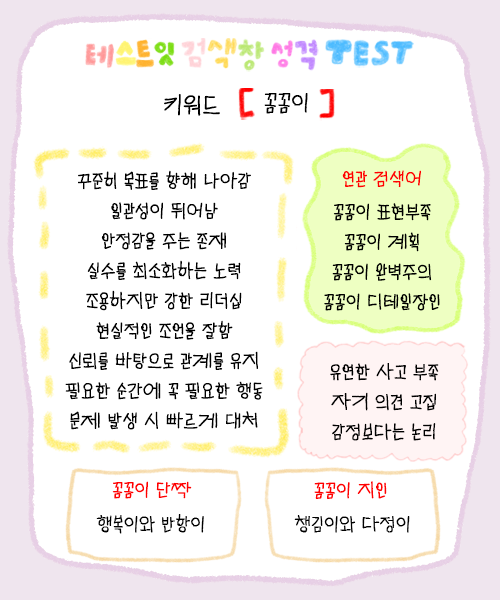 테스트잇 검색창 성격 TEST
키워드 [ 꼼꼼이 ]
꾸준히 목표를 향해 나아감
일관성이 뛰어남
안정감을 주는 존재
실수를 최소화하는 노력
조용하지만 강한 리더십
현실적인 조언을 잘함
신뢰를 바탕으로 관계를 유지
필요한 순간에 꼭 필요한 행동
문제 발생 시 빠르게 대처
연관 검색어
꼼꼼이 표현부족
꼼꼼이 계획
꼼꼼이 완벽주의
꼼꼼이 디테일장인
유연한 사고 부족
자기 의견 고집
감정보다는 논리
꼼꼼이 단짝
행복이와 반항이
꼼꼼이 지인
챙김이와 다정이